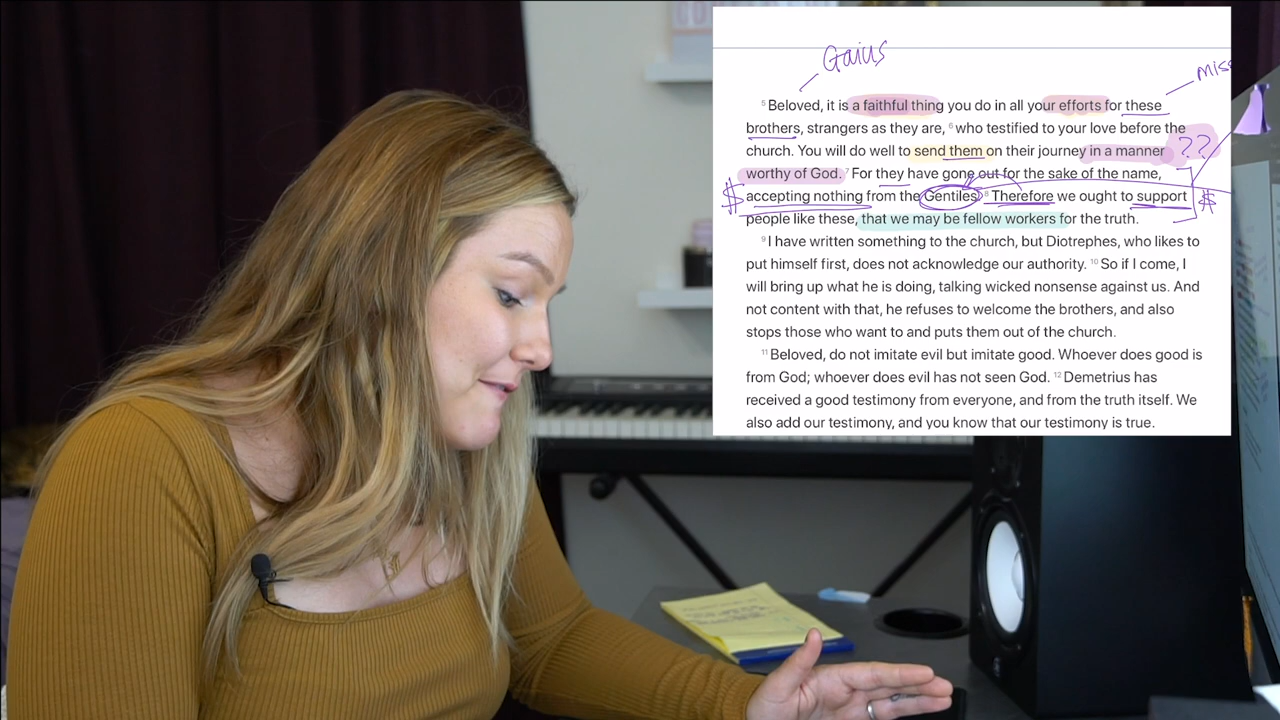 Gaius
miss
5 Beloved, it is a faithful thing you do in all your efforts for these
brothers, strangers as they are, 6 who testified to your love before the
church. You will do well to send them on their journey in a manner ??
worthy of God. 7 For they have gone out for the sake of the name,
$ accepting nothing from the Gentiles. 8 Therefore we ought to support $
people like these, that we may be fellow workers for the truth.
9 I have written something to the church, but Diotrephes, who likes to
put himself first, does not acknowledge our authority. 10 So if I come, I
will bring up what he is doing, talking wicked nonsense against us. And
not content with that, he refuses to welcome the brothers, and also
stops those who want to and puts them out of the church.
11 Beloved, do not imitate evil but imitate good. Whoever does good is
from God; whoever does evil has not seen God. 12 Demetrius has
received a good testimony from everyone, and from the truth itself. We
also add our testimony, and you know that our testimony is true.